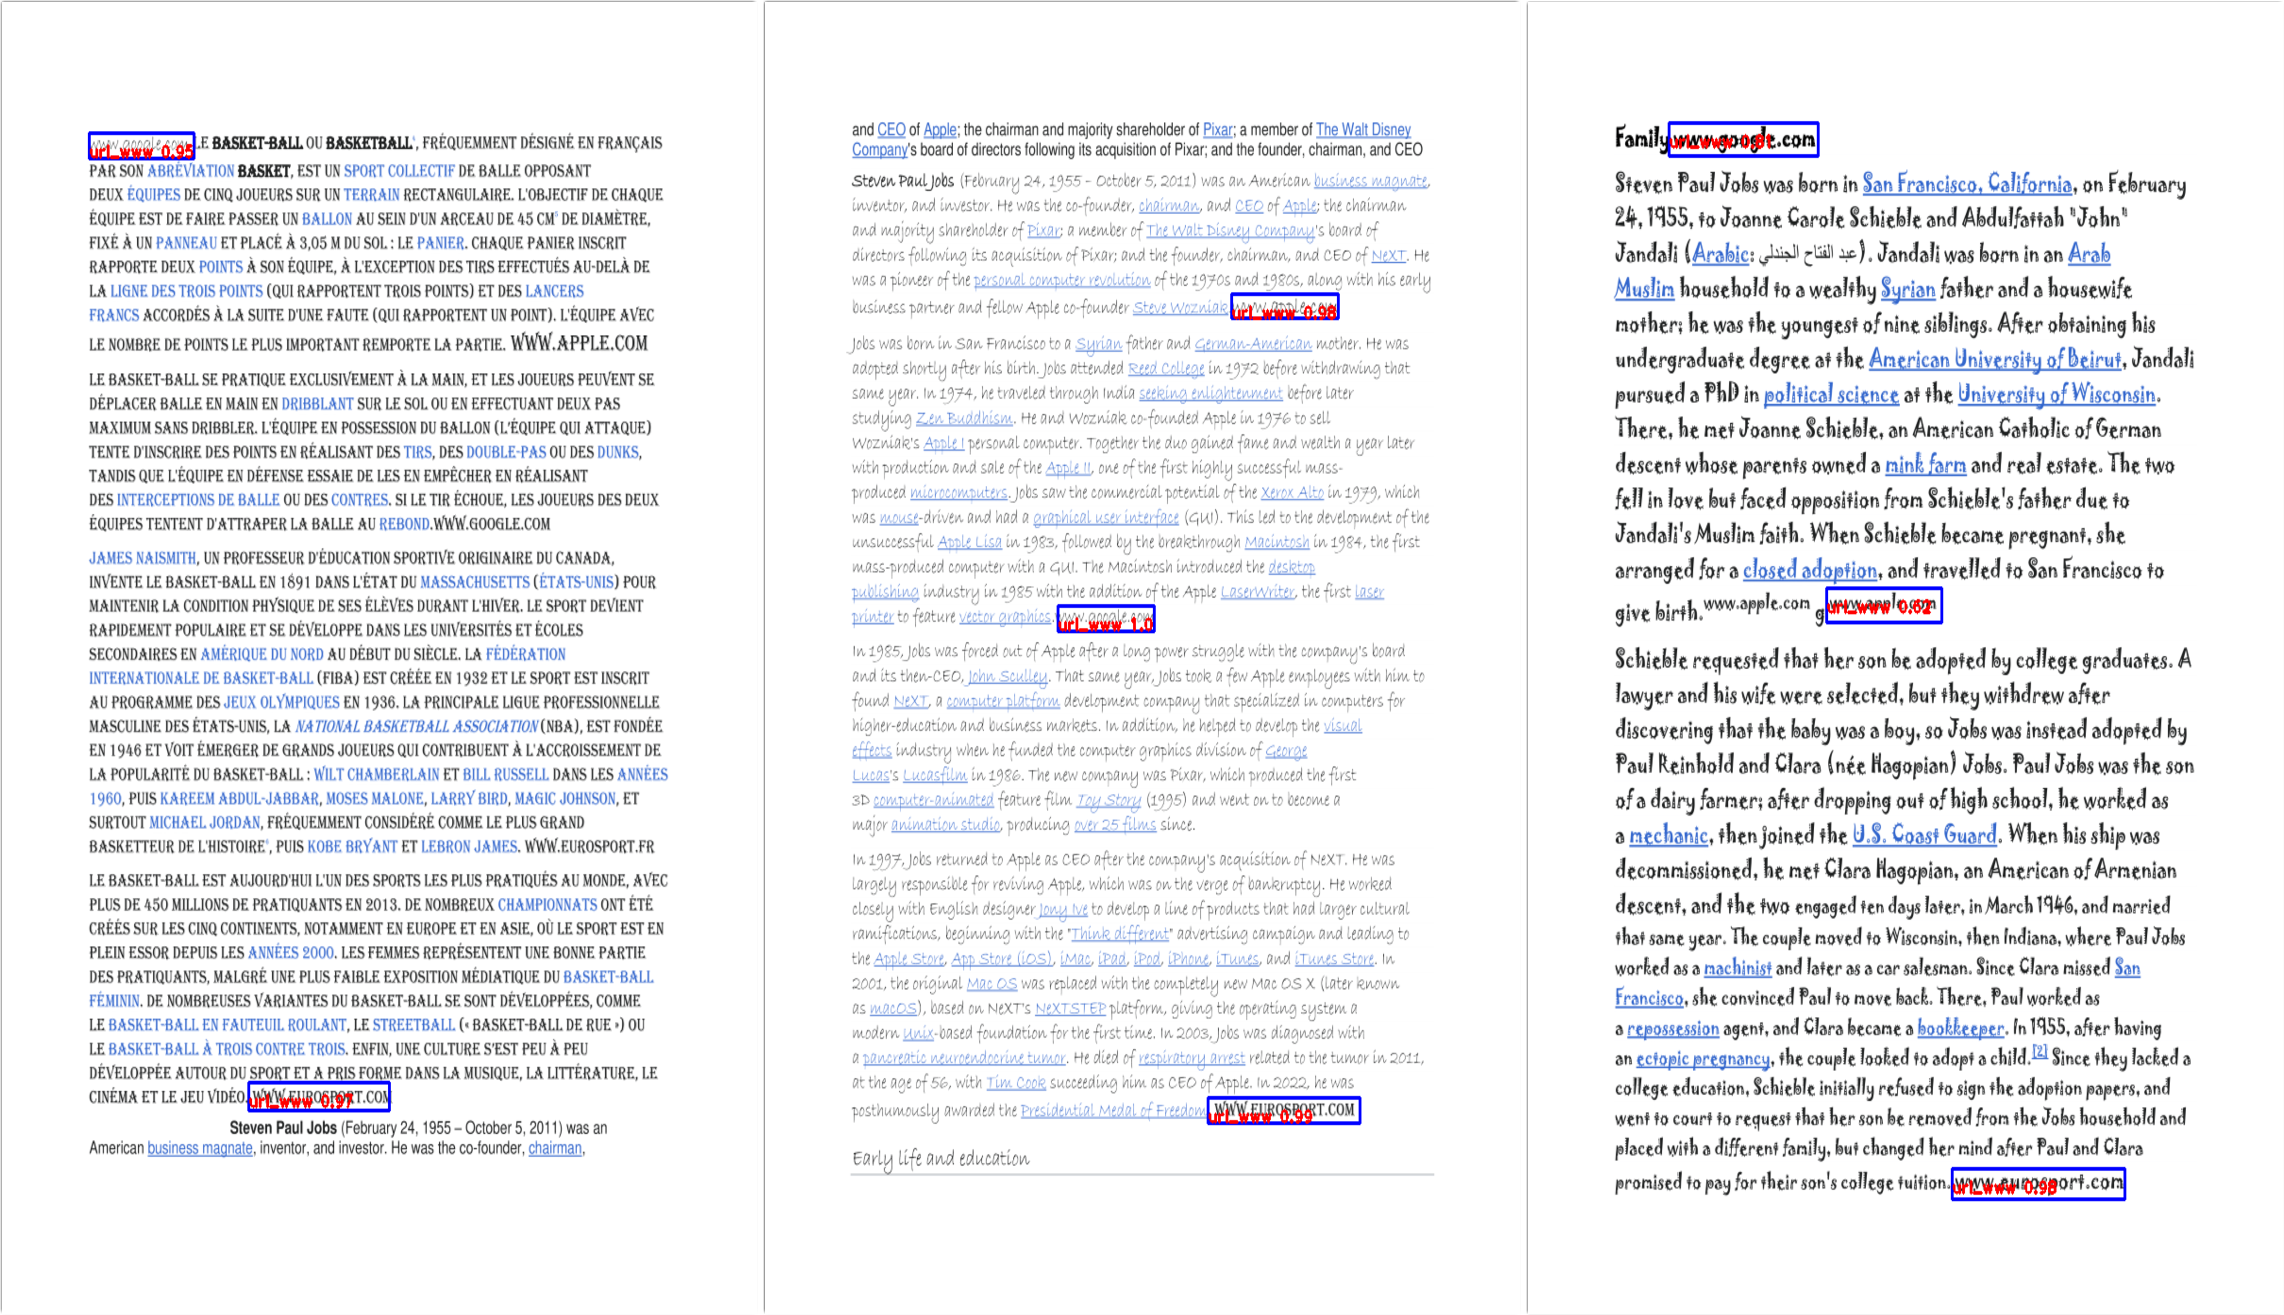 www.google.com LE BASKET-BALL OU BASKETBALL, FRÉQUEMMENT DÉSIGNÉ EN FRANÇAIS
url_www 0.95
PAR SON ABRÉVIATION BASKET, EST UN SPORT COLLECTIF DE BALLE OPPOSANT
DEUX ÉQUIPES DE CINQ JOUEURS SUR UN TERRAIN RECTANGULAIRE. L'OBJECTIF DE CHAQUE
ÉQUIPE EST DE FAIRE PASSER UN BALLON AU SEIN D'UN ARCEAU DE 45 CM DE DIAMÈTRE,
FIXÉ À UN PANNEAU ET PLACÉ À 3,05 M DU SOL : LE PANIER. CHAQUE PANIER INSCRIT
RAPPORTE DEUX POINTS À SON ÉQUIPE, À L'EXCEPTION DES TIRS EFFECTUÉS AU-DELÀ DE
LA LIGNE DES TROIS POINTS (QUI RAPPORTENT TROIS POINTS) ET DES LANCERS
FRANCS ACCORDÉS À LA SUITE D'UNE FAUTE (QUI RAPPORTENT UN POINT). L'ÉQUIPE AVEC
LE NOMBRE DE POINTS LE PLUS IMPORTANT REMPORTE LA PARTIE. WWW.APPLE.COM
LE BASKET-BALL SE PRATIQUE EXCLUSIVEMENT À LA MAIN, ET LES JOUEURS PEUVENT SE
DÉPLACER BALLE EN MAIN EN DRIBBLANT SUR LE SOL OU EN EFFECTUANT DEUX PAS
MAXIMUM SANS DRIBBLER. L'ÉQUIPE EN POSSESSION DU BALLON (L'ÉQUIPE QUI ATTAQUE)
TENTE D'INSCRIRE DES POINTS EN RÉALISANT DES TIRS, DES DOUBLE-PAS OU DES DUNKS,
TANDIS QUE L'ÉQUIPE EN DÉFENSE ESSAIE DE LES EN EMPÊCHER EN RÉALISANT
DES INTERCEPTIONS DE BALLE OU DES CONTRES. SI LE TIR ÉCHOUE, LES JOUEURS DES DEUX
ÉQUIPES TENTENT D'ATTRAPER LA BALLE AU REBOND.WWW.GOOGLE.COM
JAMES NAISMITH, UN PROFESSEUR D'ÉDUCATION SPORTIVE ORIGINAIRE DU CANADA,
INVENTE LE BASKET-BALL EN 1891 DANS L'ÉTAT DU MASSACHUSETTS (ÉTATS-UNIS) POUR
MAINTENIR LA CONDITION PHYSIQUE DE SES ÉLÈVES DURANT L'HIVER. LE SPORT DEVIENT
RAPIDEMENT POPULAIRE ET SE DÉVELOPPE DANS LES UNIVERSITÉS ET ÉCOLES
SECONDAIRES EN AMÉRIQUE DU NORD AU DÉBUT DU SIÈCLE. LA FÉDÉRATION
INTERNATIONALE DE BASKET-BALL (FIBA) EST CRÉÉE EN 1932 ET LE SPORT EST INSCRIT
AU PROGRAMME DES JEUX OLYMPIQUES EN 1936. LA PRINCIPALE LIGUE PROFESSIONNELLE
MASCULINE DES ÉTATS-UNIS, LA NATIONAL BASKETBALL ASSOCIATION (NBA), EST FONDÉE
EN 1946 ET VOIT ÉMERGER DE GRANDS JOUEURS QUI CONTRIBUENT À L'ACCROISSEMENT DE
LA POPULARITÉ DU BASKET-BALL : WILT CHAMBERLAIN ET BILL RUSSELL DANS LES ANNÉES
1960, PUIS KAREEM ABDUL-JABBAR, MOSES MALONE, LARRY BIRD, MAGIC JOHNSON, ET
SURTOUT MICHAEL JORDAN, FRÉQUEMMENT CONSIDÉRÉ COMME LE PLUS GRAND
BASKETTEUR DE L'HISTOIRE, PUIS KOBE BRYANT ET LEBRON JAMES. WWW.EUROSPORT.FR
LE BASKET-BALL EST AUJOURD'HUI L'UN DES SPORTS LES PLUS PRATIQUÉS AU MONDE, AVEC
PLUS DE 450 MILLIONS DE PRATIQUANTS EN 2013. DE NOMBREUX CHAMPIONNATS ONT ÉTÉ
CRÉÉS SUR LES CINQ CONTINENTS, NOTAMMENT EN EUROPE ET EN ASIE, OÙ LE SPORT EST EN
PLEIN ESSOR DEPUIS LES ANNÉES 2000. LES FEMMES REPRÉSENTENT UNE BONNE PARTIE
DES PRATIQUANTS, MALGRÉ UNE PLUS FAIBLE EXPOSITION MÉDIATIQUE DU BASKET-BALL
FÉMININ. DE NOMBREUSES VARIANTES DU BASKET-BALL SE SONT DÉVELOPPÉES, COMME
LE BASKET-BALL EN FAUTEUIL ROULANT, LE STREETBALL (« BASKET-BALL DE RUE ») OU
LE BASKET-BALL À TROIS CONTRE TROIS. ENFIN, UNE CULTURE S'EST PEU À PEU
DÉVELOPPÉE AUTOUR DU SPORT ET A PRIS FORME DANS LA MUSIQUE, LA LITTÉRATURE, LE
CINÉMA ET LE JEU VIDÉO. WWW.EUROSPORT.COM
url_www 0.97
Steven Paul Jobs (February 24, 1955 – October 5, 2011) was an
American business magnate, inventor, and investor. He was the co-founder, chairman,
and CEO of Apple; the chairman and majority shareholder of Pixar; a member of The Walt Disney
Company's board of directors following its acquisition of Pixar; and the founder, chairman, and CEO
Steven Paul Jobs (February 24, 1955 – October 5, 2011) was an American business magnate,
inventor, and investor. He was the co-founder, chairman, and CEO of Apple; the chairman
and majority shareholder of Pixar; a member of The Walt Disney Company's board of
directors following its acquisition of Pixar; and the founder, chairman, and CEO of NeXT. He
was a pioneer of the personal computer revolution of the 1970s and 1980s, along with his early
business partner and fellow Apple co-founder Steve Wozniak. www.apple.com
url_www 0.98
Jobs was born in San Francisco to a Syrian father and German-American mother. He was
adopted shortly after his birth. Jobs attended Reed College in 1972 before withdrawing that
same year. In 1974, he traveled through India seeking enlightenment before later
studying Zen Buddhism. He and Wozniak co-founded Apple in 1976 to sell
Wozniak's Apple I personal computer. Together the duo gained fame and wealth a year later
with production and sale of the Apple II, one of the first highly successful mass-
produced microcomputers. Jobs saw the commercial potential of the Xerox Alto in 1979, which
was mouse-driven and had a graphical user interface (GUI). This led to the development of the
unsuccessful Apple Lisa in 1983, followed by the breakthrough Macintosh in 1984, the first
mass-produced computer with a GUI. The Macintosh introduced the desktop
publishing industry in 1985 with the addition of the Apple LaserWriter, the first laser
printer to feature vector graphics. www.google.com
url_www 1.0
In 1985, Jobs was forced out of Apple after a long power struggle with the company's board
and its then-CEO, John Sculley. That same year, Jobs took a few Apple employees with him to
found NeXT, a computer platform development company that specialized in computers for
higher-education and business markets. In addition, he helped to develop the visual
effects industry when he funded the computer graphics division of George
Lucas's Lucasfilm in 1986. The new company was Pixar, which produced the first
3D computer-animated feature film Toy Story (1995) and went on to become a
major animation studio, producing over 25 films since.
In 1997, Jobs returned to Apple as CEO after the company's acquisition of NeXT. He was
largely responsible for reviving Apple, which was on the verge of bankruptcy. He worked
closely with English designer Jony Ive to develop a line of products that had larger cultural
ramifications, beginning with the "Think different" advertising campaign and leading to
the Apple Store, App Store (iOS), iMac, iPad, iPod, iPhone, iTunes, and iTunes Store. In
2001, the original Mac OS was replaced with the completely new Mac OS X (later known
as macOS), based on NeXT's NeXTSTEP platform, giving the operating system a
modern Unix-based foundation for the first time. In 2003, Jobs was diagnosed with
a pancreatic neuroendocrine tumor. He died of respiratory arrest related to the tumor in 2011,
at the age of 56, with Tim Cook succeeding him as CEO of Apple. In 2022, he was
posthumously awarded the Presidential Medal of Freedom. WWW.EUROSPORT.COM
url_www 0.99
Early life and education
Family www.google.com
url_www
Steven Paul Jobs was born in San Francisco, California, on February
24, 1955, to Joanne Carole Schieble and Abdulfattah "John"
Jandali (Arabic: عبد الفتاح الجندلي). Jandali was born in an Arab
Muslim household to a wealthy Syrian father and a housewife
mother; he was the youngest of nine siblings. After obtaining his
undergraduate degree at the American University of Beirut, Jandali
pursued a PhD in political science at the University of Wisconsin.
There, he met Joanne Schieble, an American Catholic of German
descent whose parents owned a mink farm and real estate. The two
fell in love but faced opposition from Schieble's father due to
Jandali's Muslim faith. When Schieble became pregnant, she
arranged for a closed adoption, and travelled to San Francisco to
give birth. www.apple.com g www.apple.com
url_www 0.62
Schieble requested that her son be adopted by college graduates. A
lawyer and his wife were selected, but they withdrew after
discovering that the baby was a boy, so Jobs was instead adopted by
Paul Reinhold and Clara (née Hagopian) Jobs. Paul Jobs was the son
of a dairy farmer; after dropping out of high school, he worked as
a mechanic, then joined the U.S. Coast Guard. When his ship was
decommissioned, he met Clara Hagopian, an American of Armenian
descent, and the two engaged ten days later, in March 1946, and married
that same year. The couple moved to Wisconsin, then Indiana, where Paul Jobs
worked as a machinist and later as a car salesman. Since Clara missed San
Francisco, she convinced Paul to move back. There, Paul worked as
a repossession agent, and Clara became a bookkeeper. In 1955, after having
an ectopic pregnancy, the couple looked to adopt a child.[2] Since they lacked a
college education, Schieble initially refused to sign the adoption papers, and
went to court to request that her son be removed from the Jobs household and
placed with a different family, but changed her mind after Paul and Clara
promised to pay for their son's college tuition. www.eurosport.com
url_www 0.98